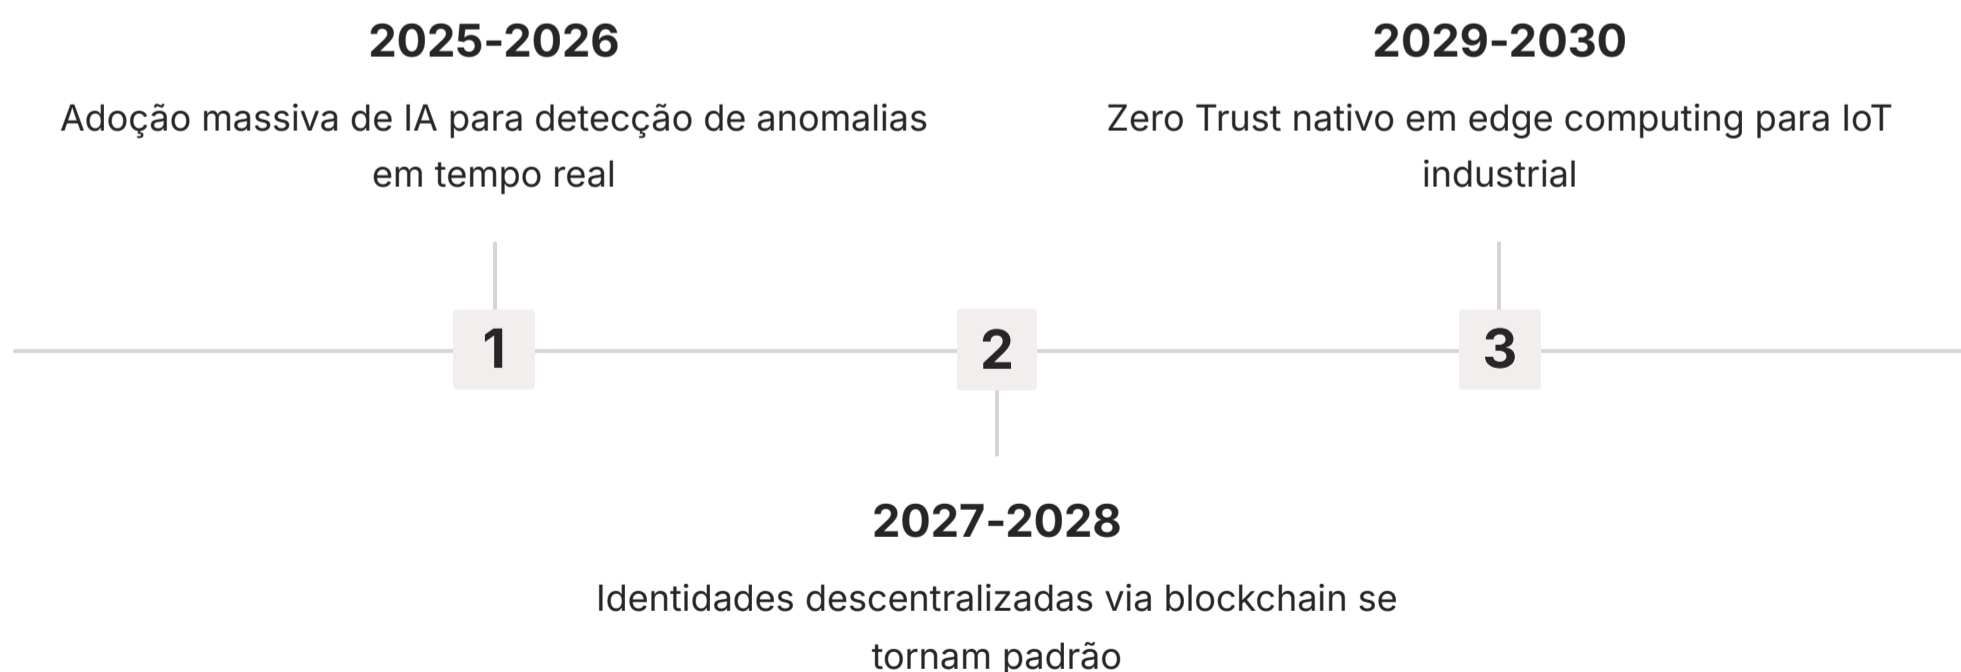 2025-2026
Adoção massiva de IA para detecção de anomalias
em tempo real
2029-2030
Zero Trust nativo em edge computing para IoT
industrial
1
2
3
2027-2028
Identidades descentralizadas via blockchain se
tornam padrão